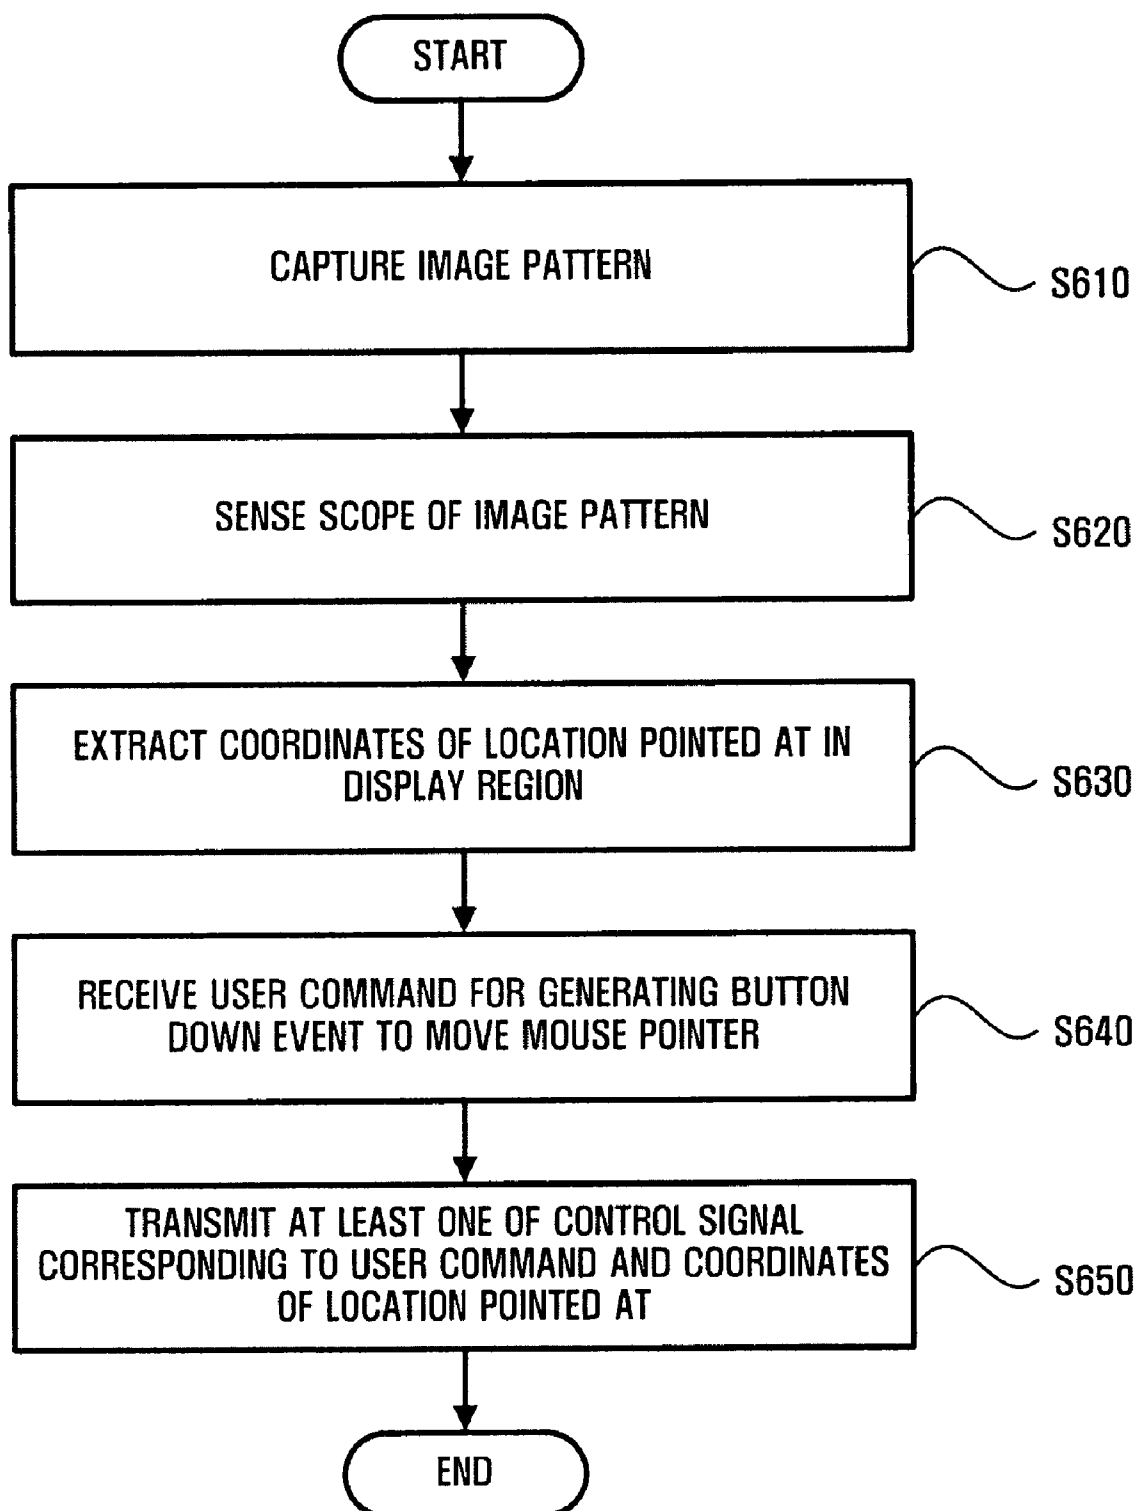 START
CAPTURE IMAGE PATTERN
S610
SENSE SCOPE OF IMAGE PATTERN
S620
EXTRACT COORDINATES OF LOCATION POINTED AT IN
DISPLAY REGION
S630
RECEIVE USER COMMAND FOR GENERATING BUTTON
DOWN EVENT TO MOVE MOUSE POINTER
S640
TRANSMIT AT LEAST ONE OF CONTROL SIGNAL
CORRESPONDING TO USER COMMAND AND COORDINATES
OF LOCATION POINTED AT
S650
END